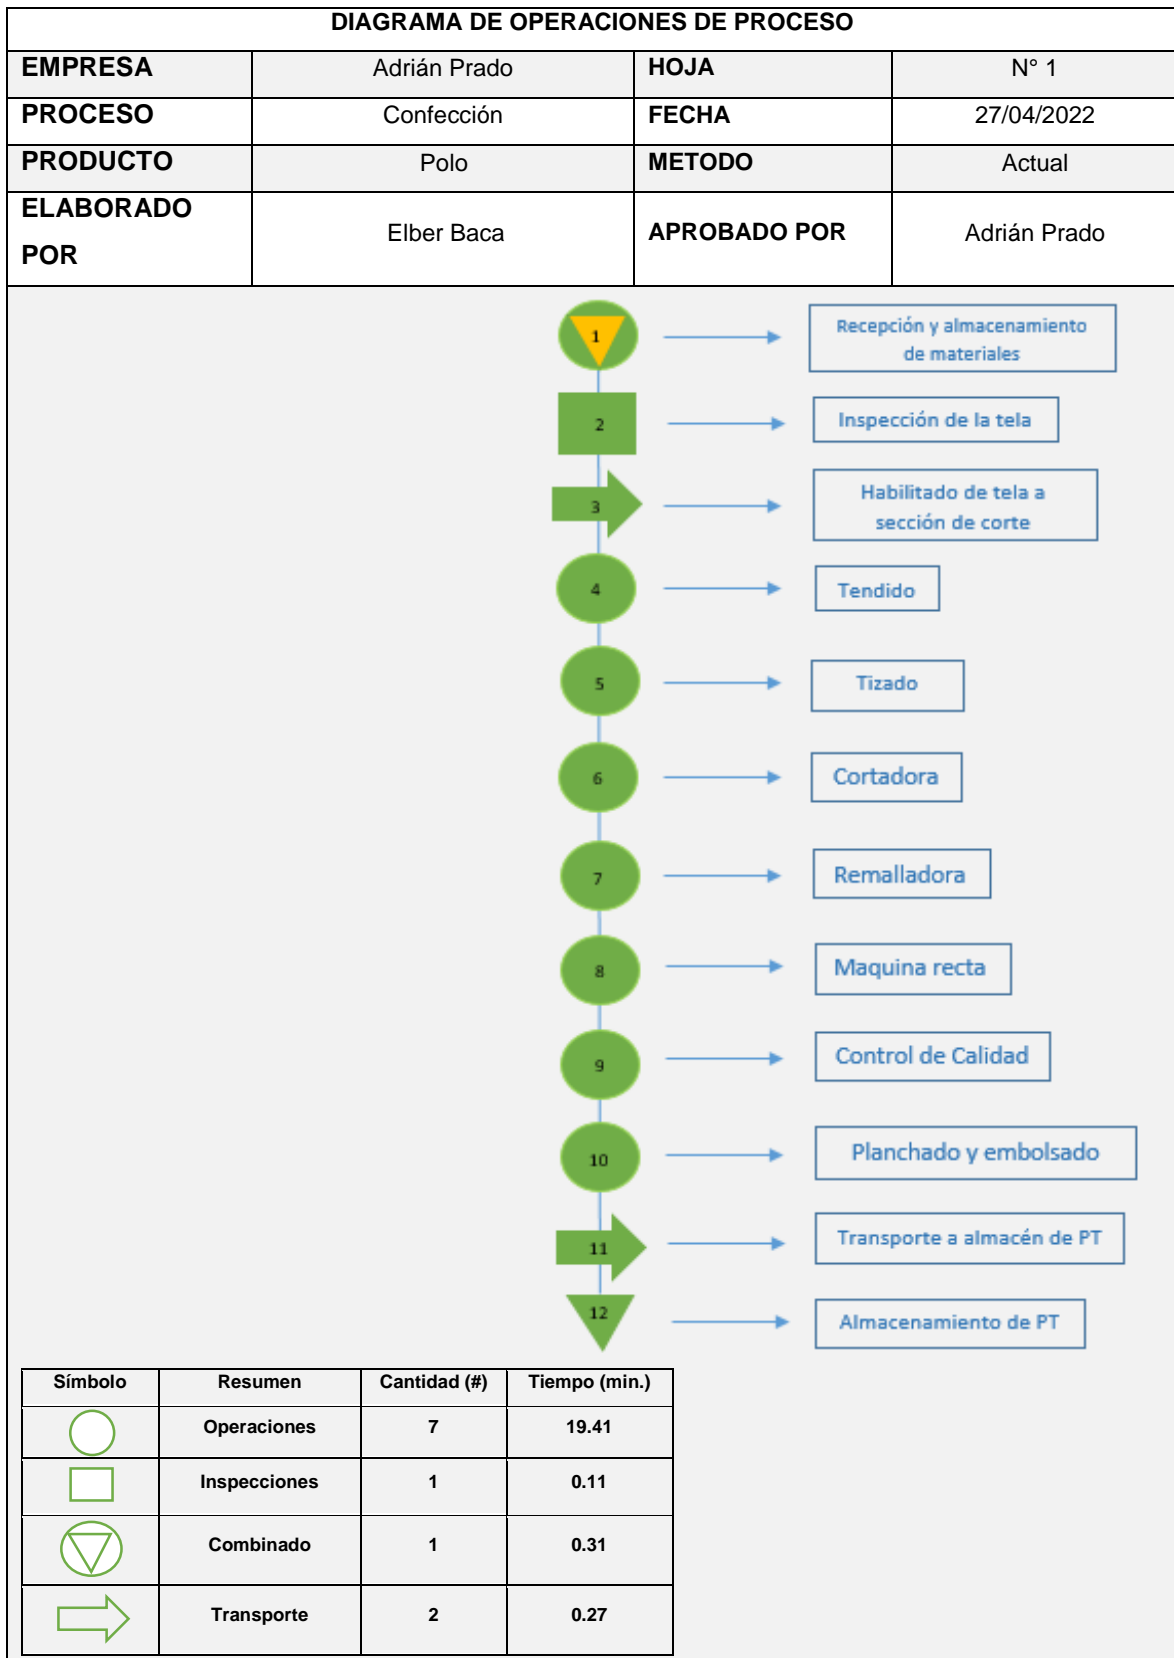 DIAGRAMA DE OPERACIONES DE PROCESO
EMPRESA Adrián Prado HOJA N° 1
PROCESO Confección FECHA 27/04/2022
PRODUCTO Polo METODO Actual
ELABORADO
POR Elber Baca APROBADO POR Adrián Prado
1 Recepción y almacenamiento
de materiales
2 Inspección de la tela
3 Habilitado de tela a
sección de corte
4 Tendido
5 Tizado
6 Cortadora
7 Remalladora
8 Maquina recta
9 Control de Calidad
10 Planchado y embolsado
11 Transporte a almacén de PT
12 Almacenamiento de PT
Símbolo Resumen Cantidad (#) Tiempo (min.)
Operaciones 7 19.41
Inspecciones 1 0.11
Combinado 1 0.31
Transporte 2 0.27